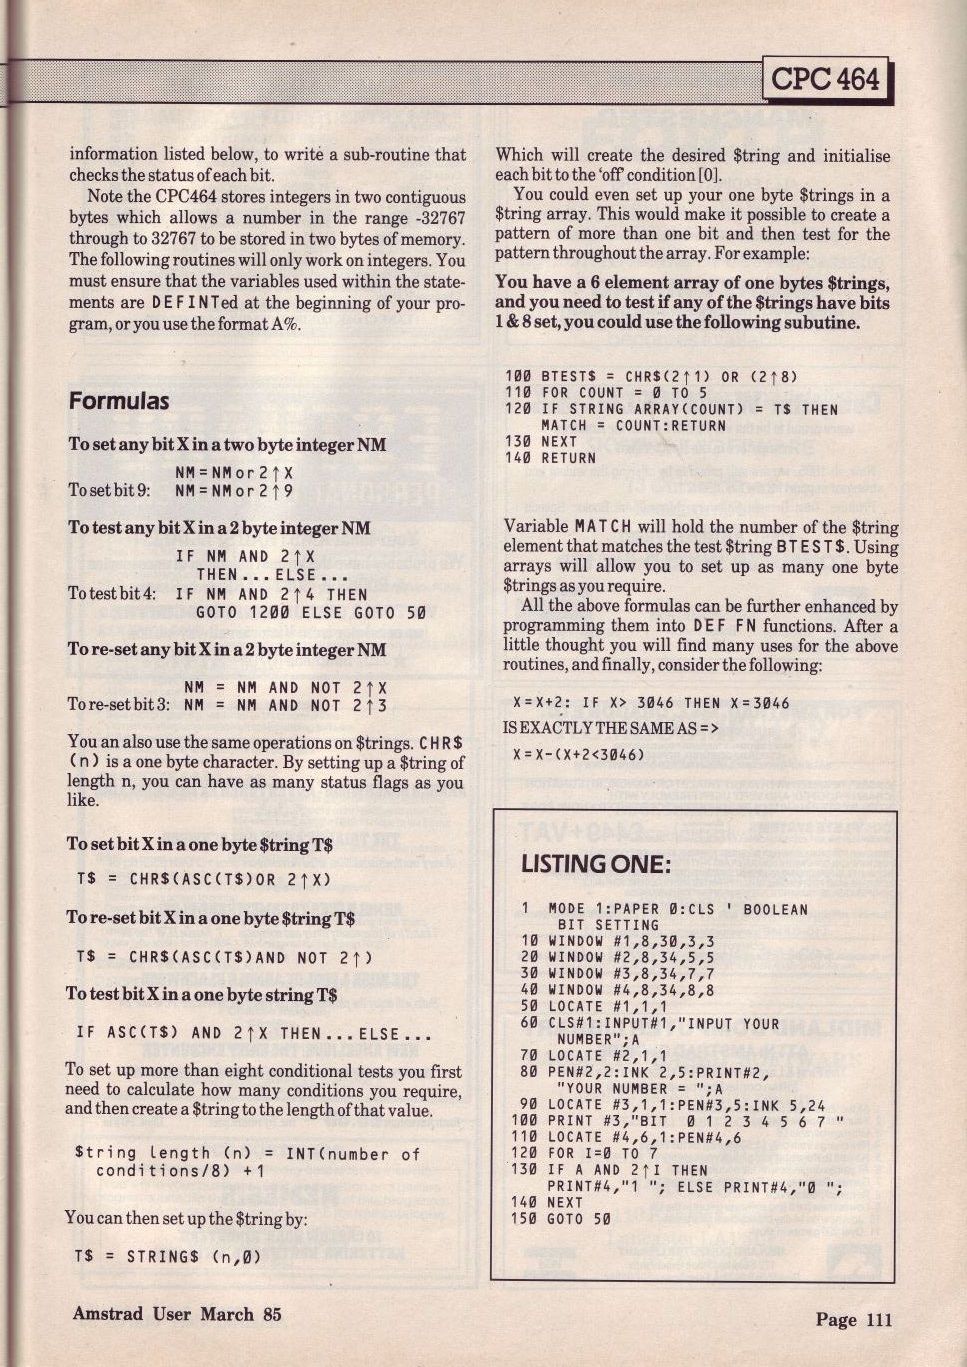 CPC 464
information listed below, to write a sub-routine that
checks the status of each bit.
Note the CPC464 stores integers in two contiguous
bytes which allows a number in the range -32767
through to 32767 to be stored in two bytes of memory.
The following routines will only work on integers. You
must ensure that the variables used within the state-
ments are DEFINTed at the beginning of your pro-
gram, or you use the format A%.
Formulas
To set any bit X in a two byte integer NM
NM=NMor2↑X
To set bit 9: NM=NMor2↑9
To test any bit X in a 2 byte integer NM
IF NM AND 2↑X
THEN...ELSE...
To test bit 4: IF NM AND 2↑4 THEN
GOTO 1200 ELSE GOTO 50
To re-set any bit X in a 2 byte integer NM
NM = NM AND NOT 2↑X
To re-set bit 3: NM = NM AND NOT 2↑3
You an also use the same operations on $trings. CHR$
(n) is a one byte character. By setting up a $tring of
length n, you can have as many status flags as you
like.
To set bit X in a one byte $tring T$
T$ = CHR$(ASC(T$)OR 2↑X)
To re-set bit X in a one byte $tring T$
T$ = CHR$(ASC(T$)AND NOT 2↑)
To test bit X in a one byte string T$
IF ASC(T$) AND 2↑X THEN...ELSE...
To set up more than eight conditional tests you first
need to calculate how many conditions you require,
and then create a $tring to the length of that value.
$tring length (n) = INT(number of
conditions/8) +1
You can then set up the $tring by:
T$ = STRING$ (n,0)
Which will create the desired $tring and initialise
each bit to the 'off' condition [0].
You could even set up your one byte $trings in a
$tring array. This would make it possible to create a
pattern of more than one bit and then test for the
pattern throughout the array. For example:
You have a 6 element array of one bytes $trings,
and you need to test if any of the $trings have bits
1 & 8 set, you could use the following subutine.
100 BTEST$ = CHR$(2↑1) OR (2↑8)
110 FOR COUNT = 0 TO 5
120 IF STRING ARRAY(COUNT) = T$ THEN
MATCH = COUNT:RETURN
130 NEXT
140 RETURN
Variable MATCH will hold the number of the $tring
element that matches the test $tring BTEST$. Using
arrays will allow you to set up as many one byte
$trings as you require.
All the above formulas can be further enhanced by
programming them into DEF FN functions. After a
little thought you will find many uses for the above
routines, and finally, consider the following:
X=X+2: IF X> 3046 THEN X=3046
IS EXACTLY THE SAME AS =>
X=X-(X+2<3046)
LISTING ONE:
1 MODE 1:PAPER 0:CLS ' BOOLEAN
BIT SETTING
10 WINDOW #1,8,30,3,3
20 WINDOW #2,8,34,5,5
30 WINDOW #3,8,34,7,7
40 WINDOW #4,8,34,8,8
50 LOCATE #1,1,1
60 CLS#1:INPUT#1,"INPUT YOUR
NUMBER";A
70 LOCATE #2,1,1
80 PEN#2,2:INK 2,5:PRINT#2,
"YOUR NUMBER = ";A
90 LOCATE #3,1,1:PEN#3,5:INK 5,24
100 PRINT #3,"BIT 0 1 2 3 4 5 6 7 "
110 LOCATE #4,6,1:PEN#4,6
120 FOR I=0 TO 7
130 IF A AND 2↑I THEN
PRINT#4,"1 "; ELSE PRINT#4,"0 ";
140 NEXT
150 GOTO 50
Amstrad User March 85
Page 111